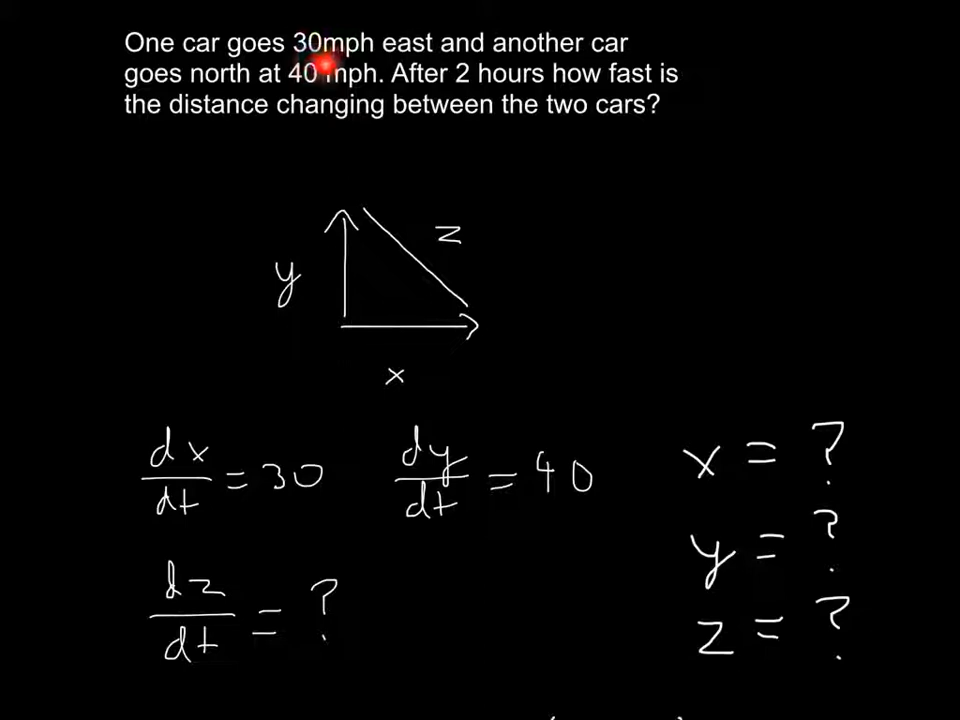 One car goes 30mph east and another car
goes north at 40 mph. After 2 hours how fast is
the distance changing between the two cars?
z
y
x
dx/dt = 30 dy/dt = 40 x = ?
y = ?
dz/dt = ? z = ?